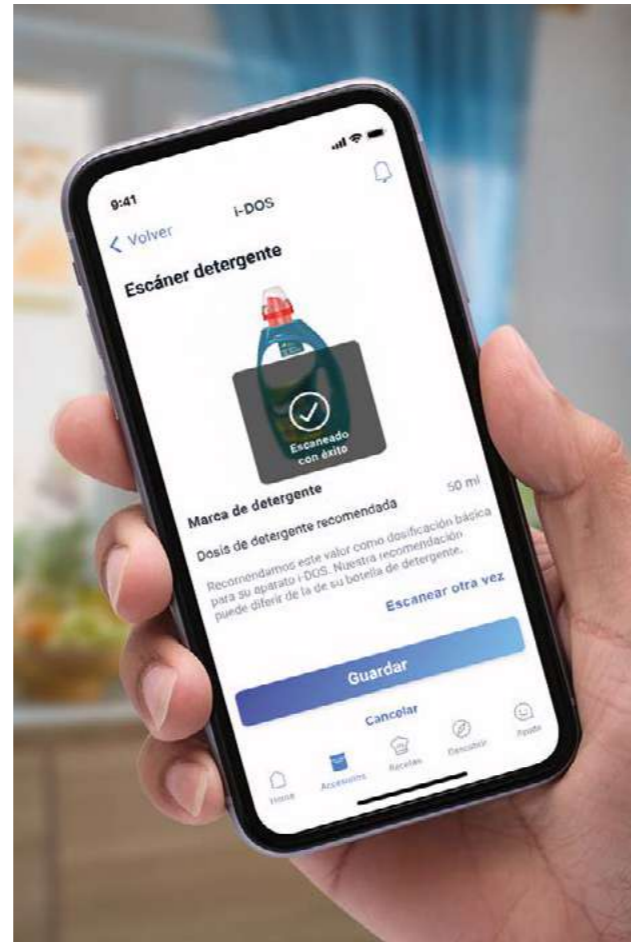 9:41
Volver
i-DOS
Escáner detergente
Escaneado
con éxito
Marca de detergente
Dosis de detergente recomendada 50 ml
Recomendamos este valor como dosificación básica
para su aparato i-DOS. Nuestra recomendación
puede diferir de la de su botella de detergente.
Escanear otra vez
Guardar
Cancelar
Home
Accesorios
Recetas
Descubrir
Ayuda